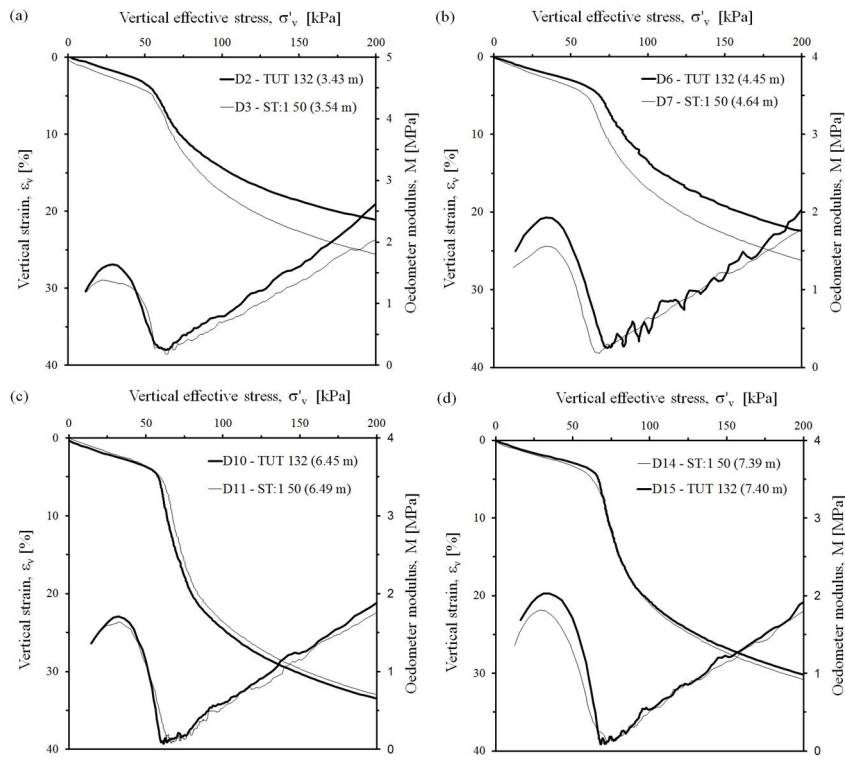 (a)
Vertical effective stress, σ'v [kPa]
0 50 100 150 200
D2 - TUT 132 (3.43 m)
D3 - ST:1 50 (3.54 m)
Vertical strain, εv [%]
0
10
20
30
40
Oedometer modulus, M [MPa]
5
4
3
2
1
0
(b)
Vertical effective stress, σ'v [kPa]
0 50 100 150 200
D6 - TUT 132 (4.45 m)
D7 - ST:1 50 (4.64 m)
Vertical strain, εv [%]
0
10
20
30
40
Oedometer modulus, M [MPa]
4
3
2
1
0
(c)
Vertical effective stress, σ'v [kPa]
0 50 100 150 200
D10 - TUT 132 (6.45 m)
D11 - ST:1 50 (6.49 m)
Vertical strain, εv [%]
0
10
20
30
40
Oedometer modulus, M [MPa]
4
3
2
1
0
(d)
Vertical effective stress, σ'v [kPa]
0 50 100 150 200
D14 - ST:1 50 (7.39 m)
D15 - TUT 132 (7.40 m)
Vertical strain, εv [%]
0
10
20
30
40
Oedometer modulus, M [MPa]
4
3
2
1
0